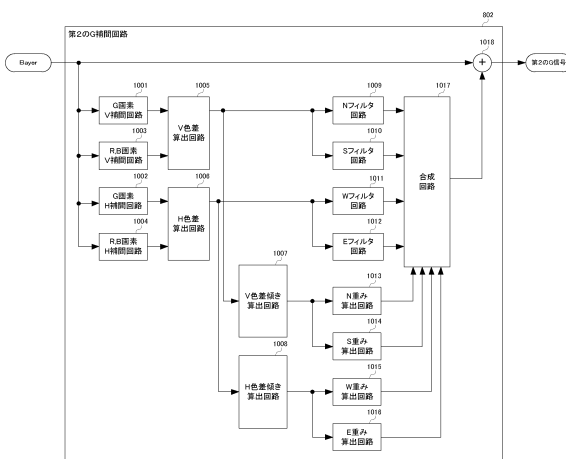 802
第2のG補間回路
1018
Bayer
+
第2のG信号
1001
G画素
V補間回路
1005
V色差
算出回路
1009
Nフィルタ
回路
1017
合成
回路
1003
R,B画素
V補間回路
1010
Sフィルタ
回路
1002
G画素
H補間回路
1006
H色差
算出回路
1011
Wフィルタ
回路
1004
R,B画素
H補間回路
1012
Eフィルタ
回路
1007
V色差傾き
算出回路
1013
N重み
算出回路
1014
S重み
算出回路
1008
H色差傾き
算出回路
1015
W重み
算出回路
1016
E重み
算出回路